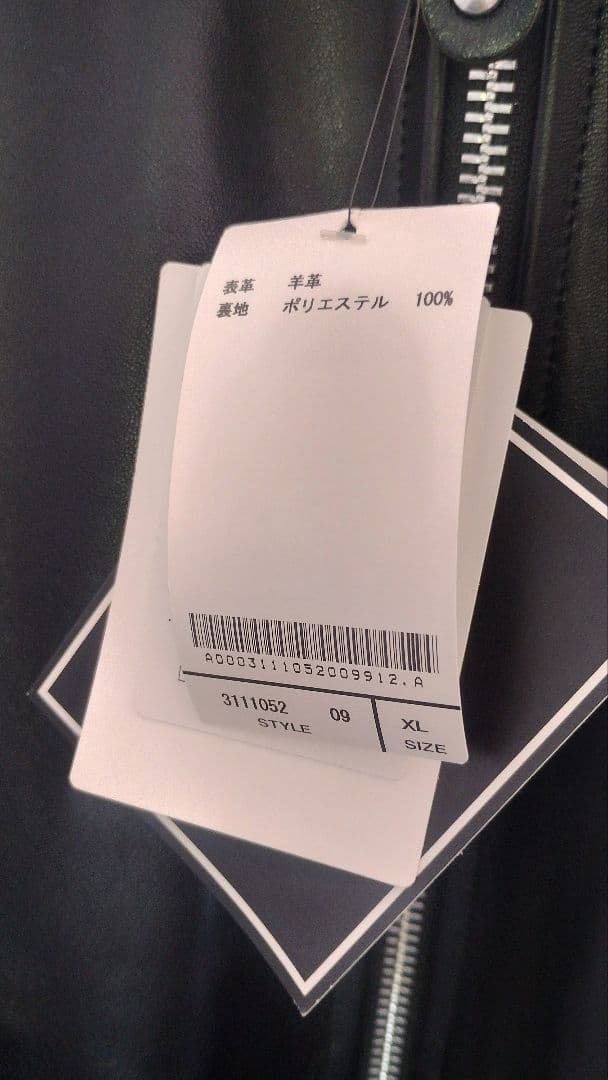 表革 羊革
裏地 ポリエステル 100%
A0003111052009912.A
3111052 09 XL
STYLE SIZE